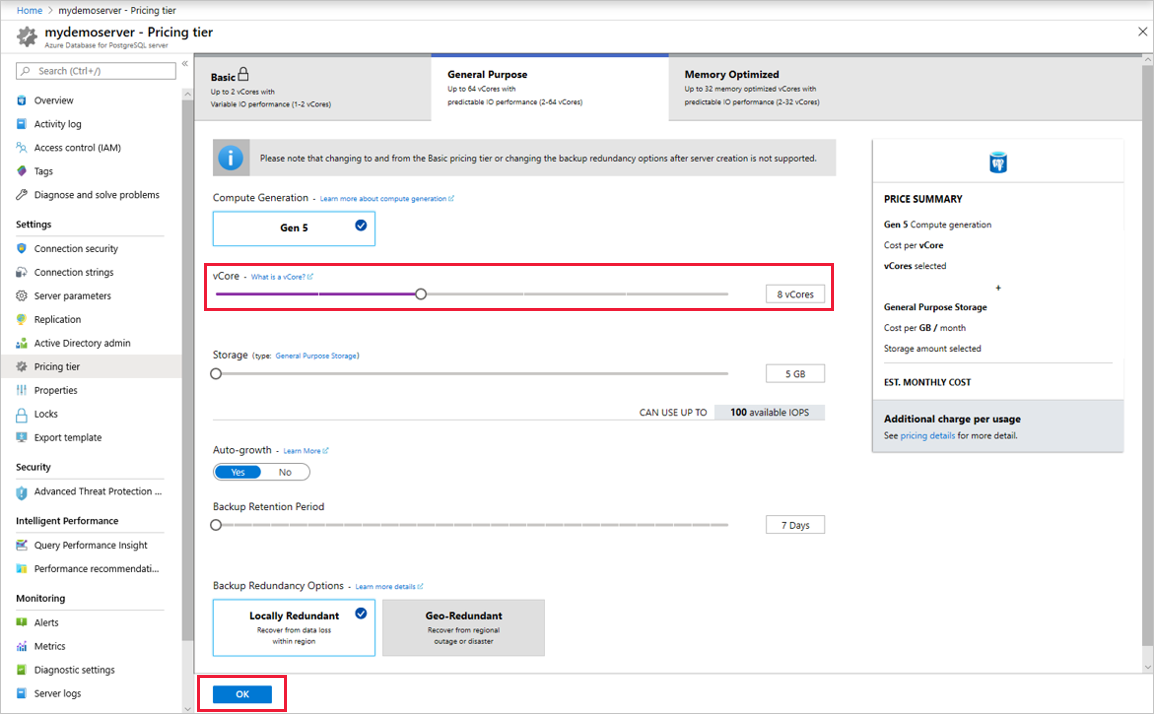 Home > mydemoserver - Pricing tier
mydemoserver - Pricing tier
Azure Database for PostgreSQL server
Search (Ctrl+/)
Overview
Activity log
Access control (IAM)
Tags
Diagnose and solve problems
Settings
Connection security
Connection strings
Server parameters
Replication
Active Directory admin
Pricing tier
Properties
Locks
Export template
Security
Advanced Threat Protection ...
Intelligent Performance
Query Performance Insight
Performance recommendati...
Monitoring
Alerts
Metrics
Diagnostic settings
Server logs
Basic
Up to 2 vCores with
Variable IO performance (1-2 vCores)
General Purpose
Up to 64 vCores with
predictable IO performance (2-64 vCores)
Memory Optimized
Up to 32 memory optimized vCores with
predictable IO performance (2-32 vCores)
Please note that changing to and from the Basic pricing tier or changing the backup redundancy options after server creation is not supported.
Compute Generation - Learn more about compute generation
Gen 5
vCore - What is a vCore?
8 vCores
Storage (type: General Purpose Storage)
5 GB
CAN USE UP TO 100 available IOPS
Auto-growth - Learn More
Yes No
Backup Retention Period
7 Days
Backup Redundancy Options - Learn more details
Locally Redundant
Recover from data loss
within region
Geo-Redundant
Recover from regional
outage or disaster
OK
PRICE SUMMARY
Gen 5 Compute generation
Cost per vCore
vCores selected
+
General Purpose Storage
Cost per GB / month
Storage amount selected
EST. MONTHLY COST
Additional charge per usage
See pricing details for more detail.